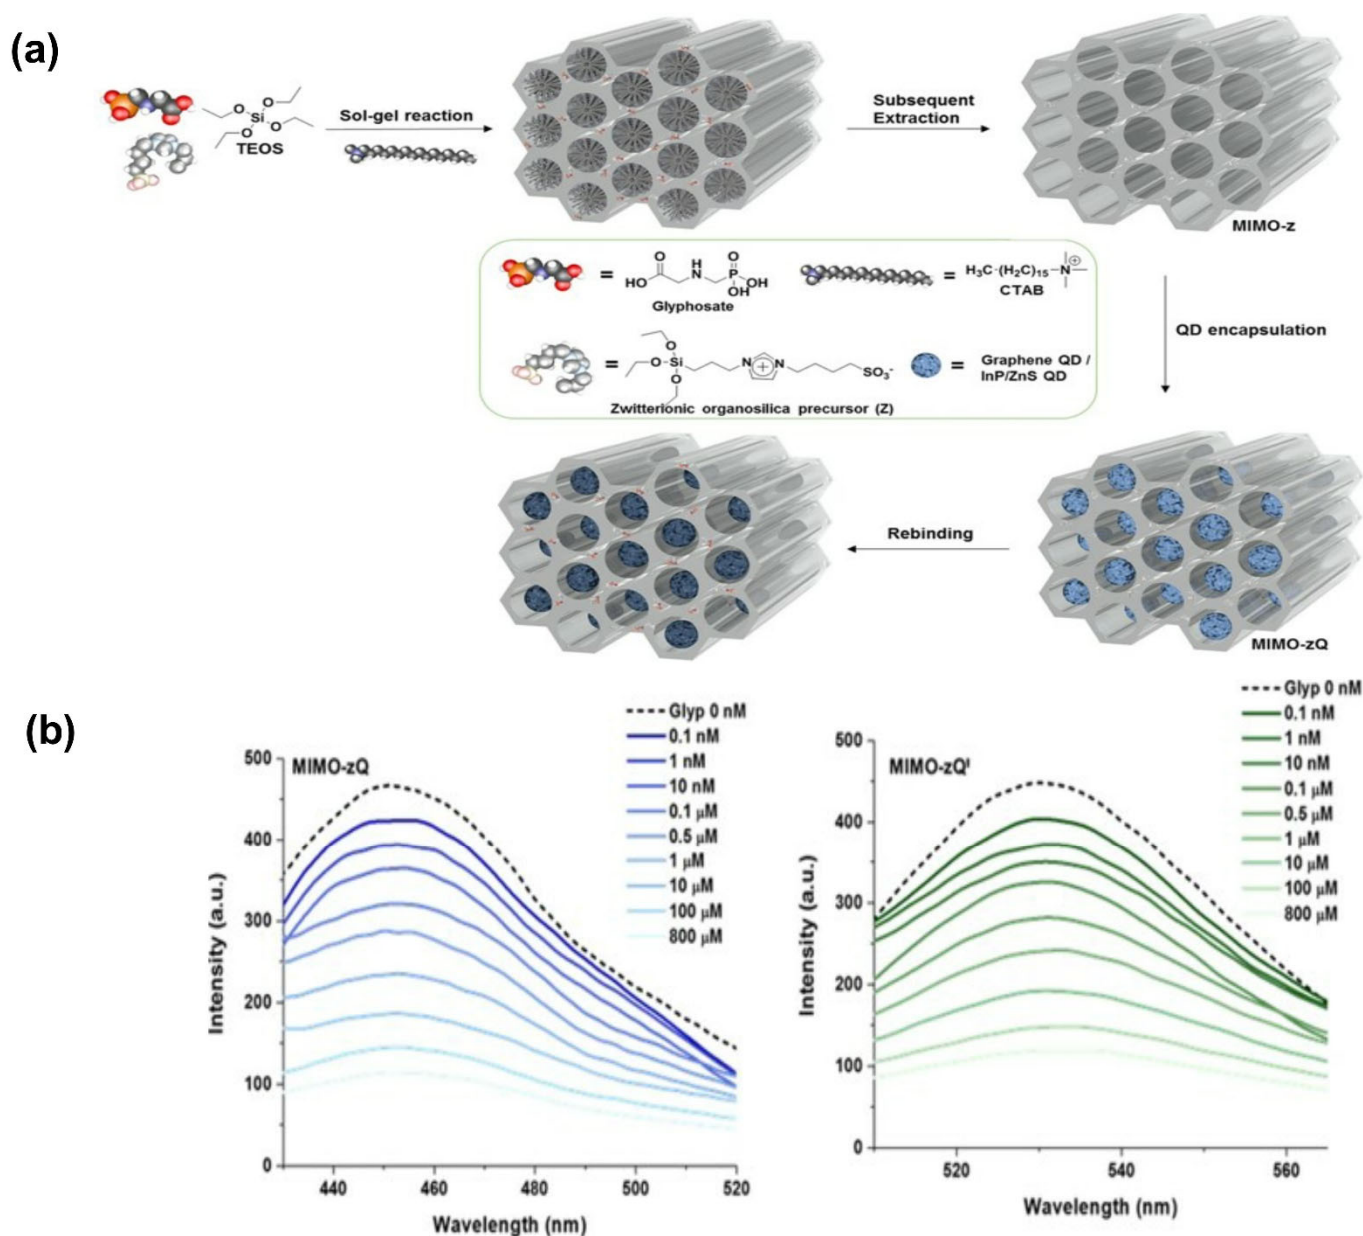 (a)
O
O
Si
O
O
TEOS
Sol-gel reaction
Subsequent
Extraction
MIMO-z
=
HO
O
H
N
O
P
OH
OH
Glyphosate
=
H₃C-(H₂C)₁₅-N⊕
CTAB
QD encapsulation
=
O
O
Si
O
N
+
N
SO₃⁻
Zwitterionic organosilica precursor (Z)
=
Graphene QD /
InP/ZnS QD
Rebinding
MIMO-zQ
(b)
MIMO-zQ
Glyp 0 nM
0.1 nM
1 nM
10 nM
0.1 μM
0.5 μM
1 μM
10 μM
100 μM
800 μM
Intensity (a.u.)
500
400
300
200
100
0
440 460 480 500 520
Wavelength (nm)
MIMO-zQ'
Glyp 0 nM
0.1 nM
1 nM
10 nM
0.1 μM
0.5 μM
1 μM
10 μM
100 μM
800 μM
Intensity (a.u.)
500
400
300
200
100
0
520 540 560
Wavelength (nm)